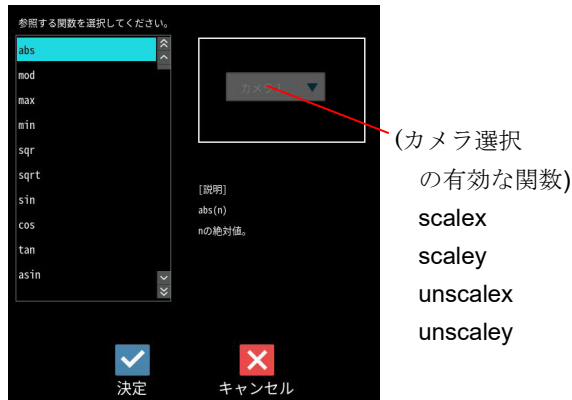 参照する関数を選択してください。
abs
mod
max
min
sqr
sqrt
sin
cos
tan
asin
カメラ1
[説明]
abs(n)
nの絶対値。
決定
キャンセル
(カメラ選択
の有効な関数)
scalex
scaley
unscalex
unscaley